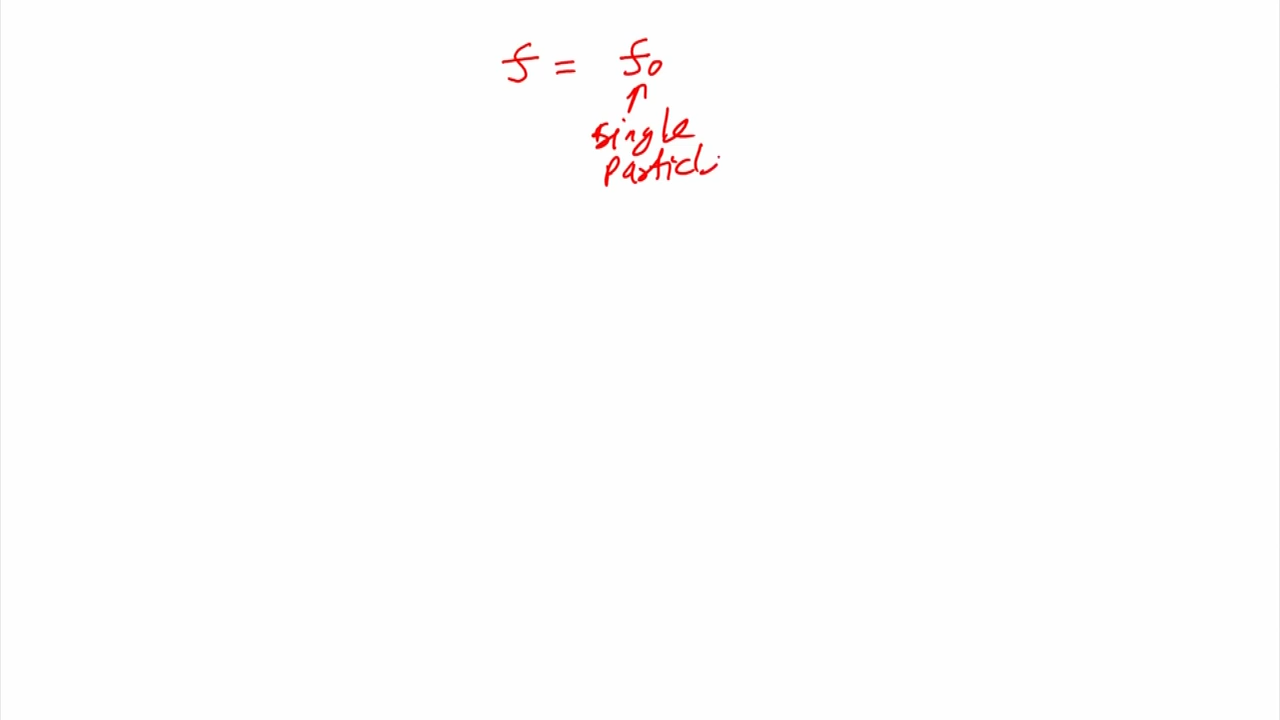 f = f₀
↑
single
particl